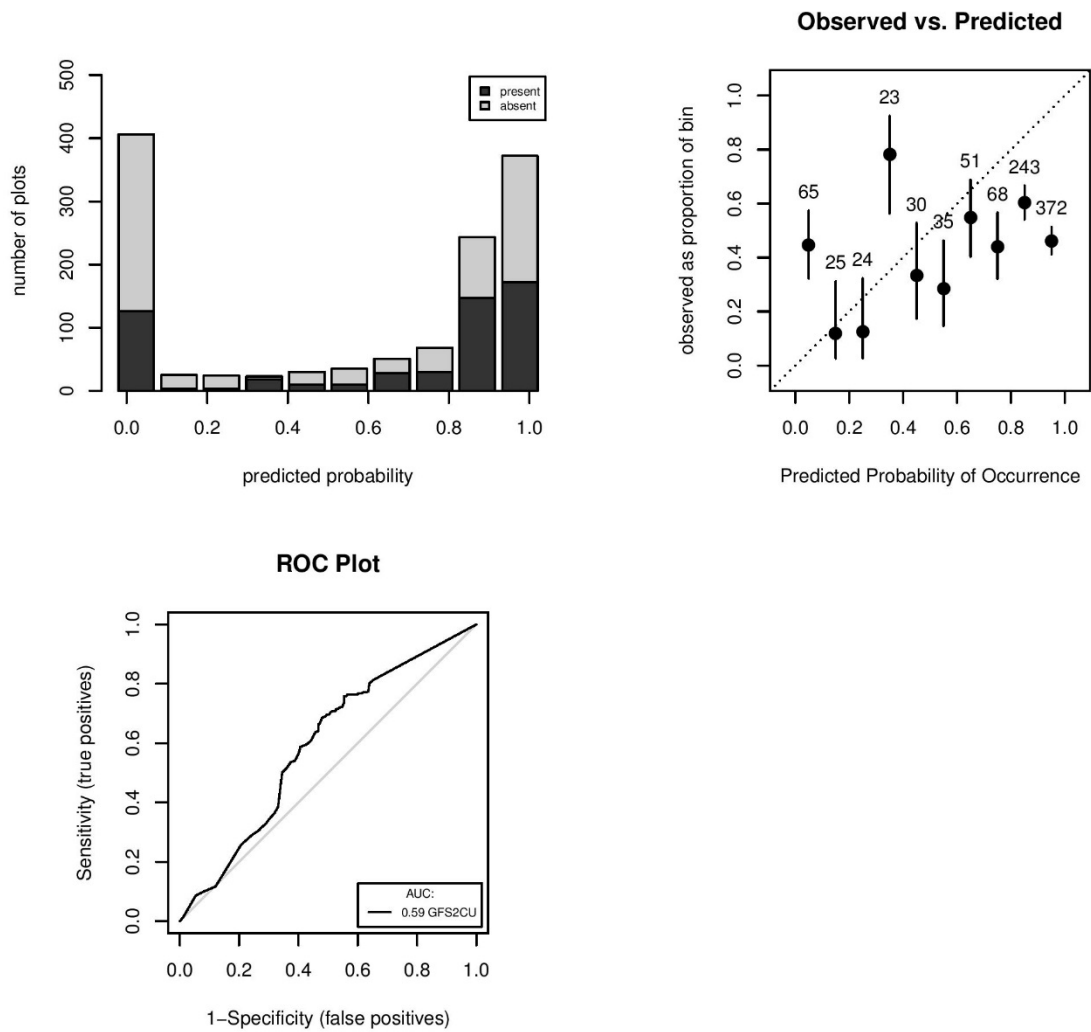 number of plots
500
400
300
200
100
0
present
absent
0.0 0.2 0.4 0.6 0.8 1.0
predicted probability
Observed vs. Predicted
observed as proportion of bin
1.0
0.8
0.6
0.4
0.2
0.0
65
25
24
23
30
35
51
68
243
372
0.0 0.2 0.4 0.6 0.8 1.0
Predicted Probability of Occurrence
ROC Plot
Sensitivity (true positives)
1.0
0.8
0.6
0.4
0.2
0.0
AUC:
0.59 GFS2CU
0.0 0.2 0.4 0.6 0.8 1.0
1−Specificity (false positives)